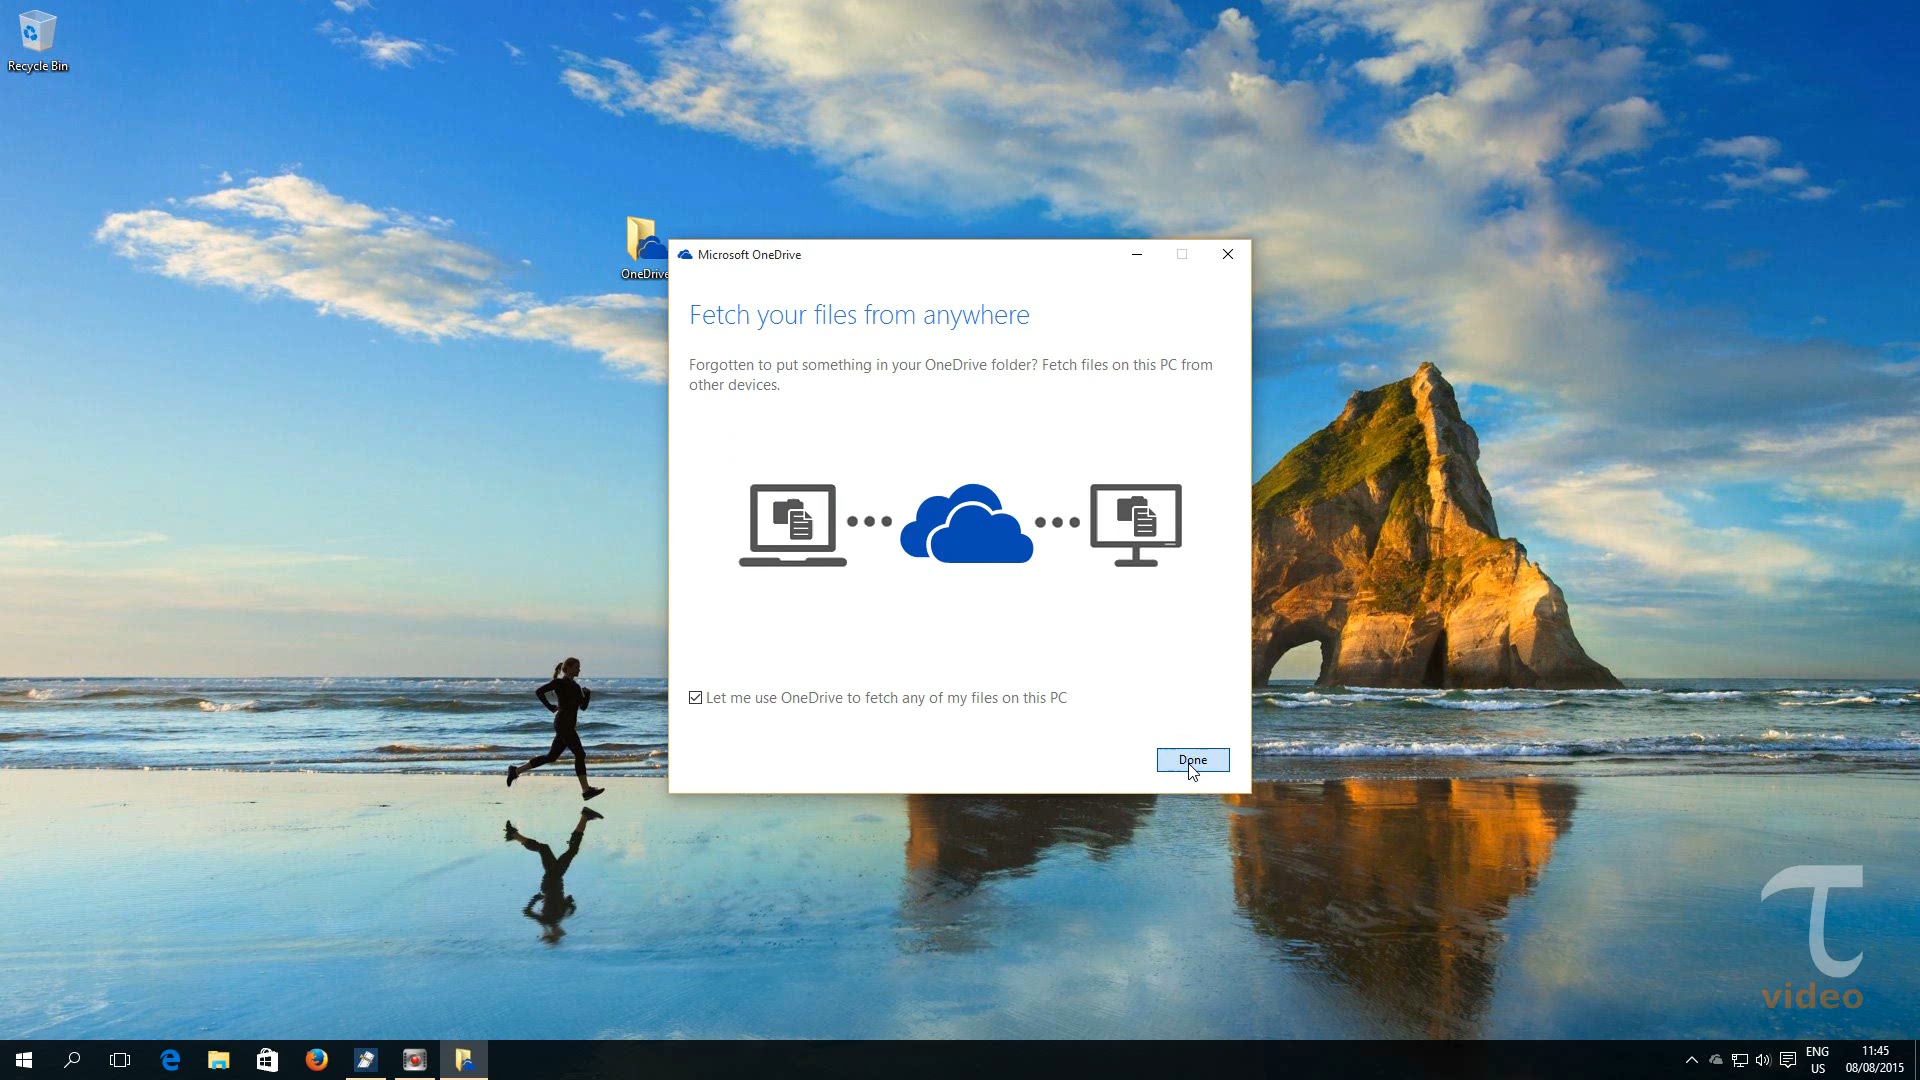 Recycle Bin
OneDrive
Microsoft OneDrive
Fetch your files from anywhere
Forgotten to put something in your OneDrive folder? Fetch files on this PC from
other devices.
Let me use OneDrive to fetch any of my files on this PC
Done
τ
video
ENG
US
11:45
08/08/2015